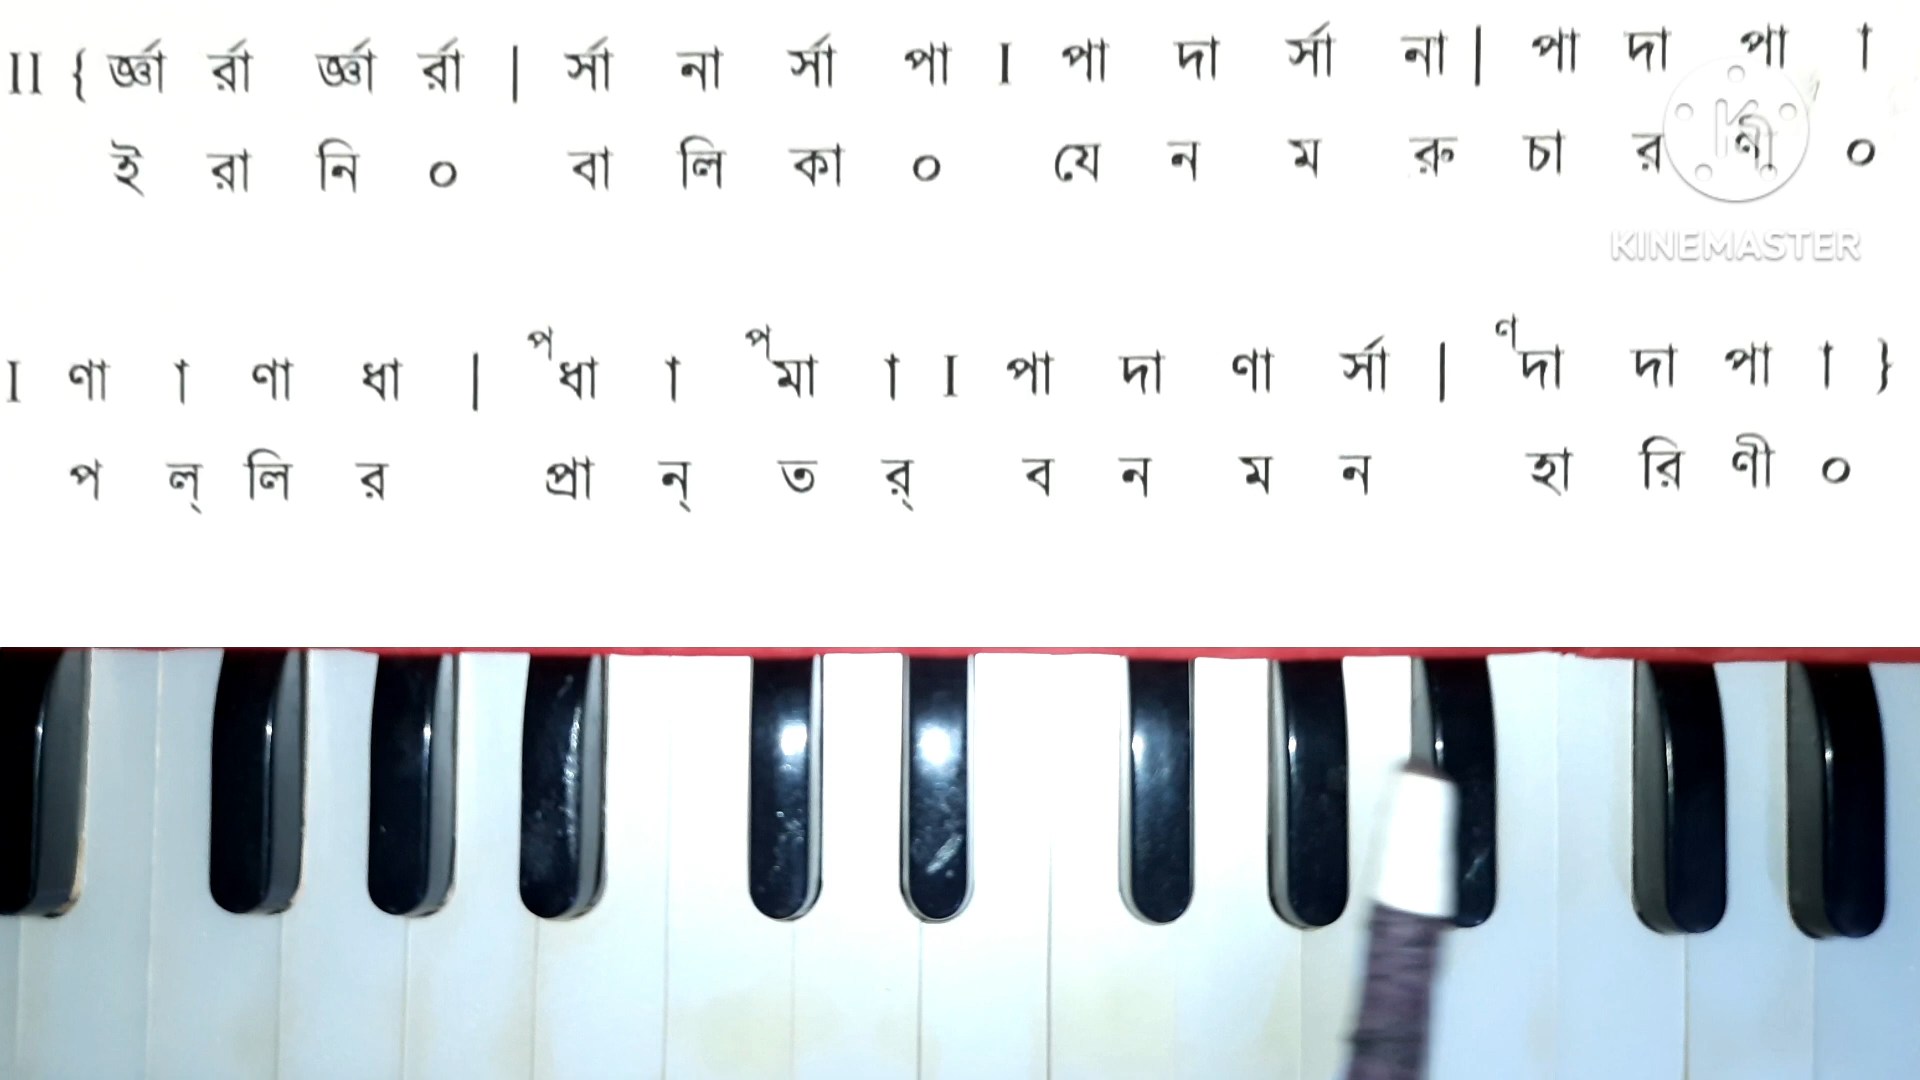 II { র্জ্ঞা র্রা র্জ্ঞা র্রা | র্সা না র্সা পা I পা দা র্সা না | পা দা পা া
ই রা নি ০ বা লি কা ০ যে ন ম রু চা র ণী ০
KINEMASTER
I ণা া ণা ধা | পধা া পমা া I পা দা ণা র্সা | ণদা দা পা া }
প ল্ লি র প্রা ন্ ত র্ ব ন ম ন হা রি ণী ০